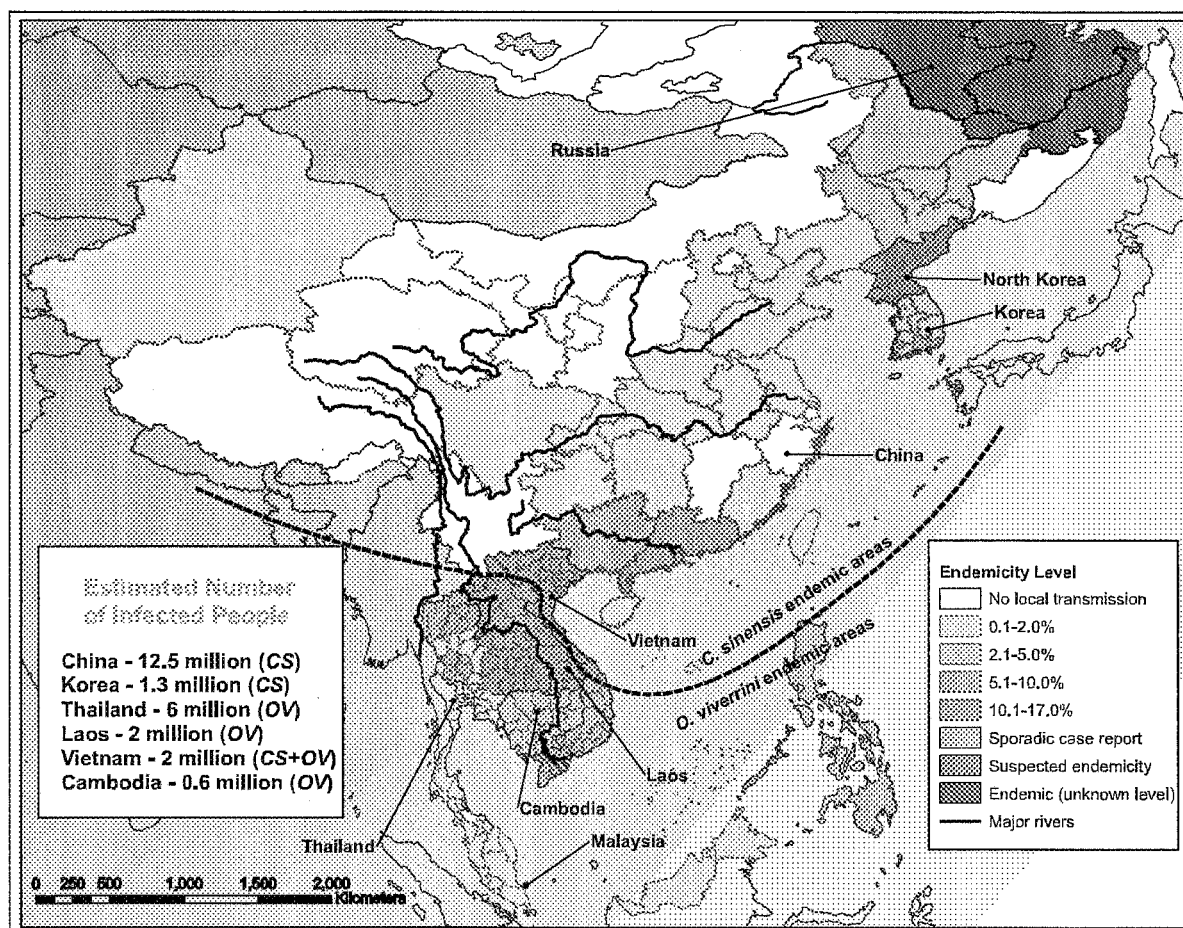 Russia
North Korea
Korea
China
Vietnam
C. sinensis endemic areas
O. viverrini endemic areas
Laos
Cambodia
Malaysia
Thailand
Estimated Number
of Infected People
China - 12.5 million (CS)
Korea - 1.3 million (CS)
Thailand - 6 million (OV)
Laos - 2 million (OV)
Vietnam - 2 million (CS+OV)
Cambodia - 0.6 million (OV)
0 250 500 1,000 1,500 2,000
Kilometers
Endemicity Level
No local transmission
0.1-2.0%
2.1-5.0%
5.1-10.0%
10.1-17.0%
Sporadic case report
Suspected endemicity
Endemic (unknown level)
Major rivers